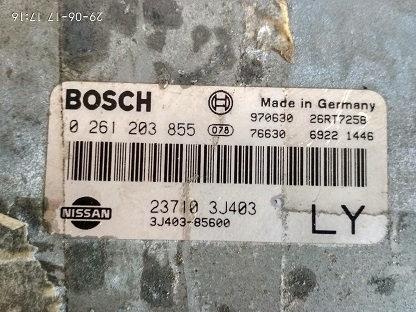 29-06-17 17:16
BOSCH
Made in Germany
970630 26RT7258
0 261 203 855 078
76630 6922 1446
NISSAN
23710 3J403
3J403-85600
LY